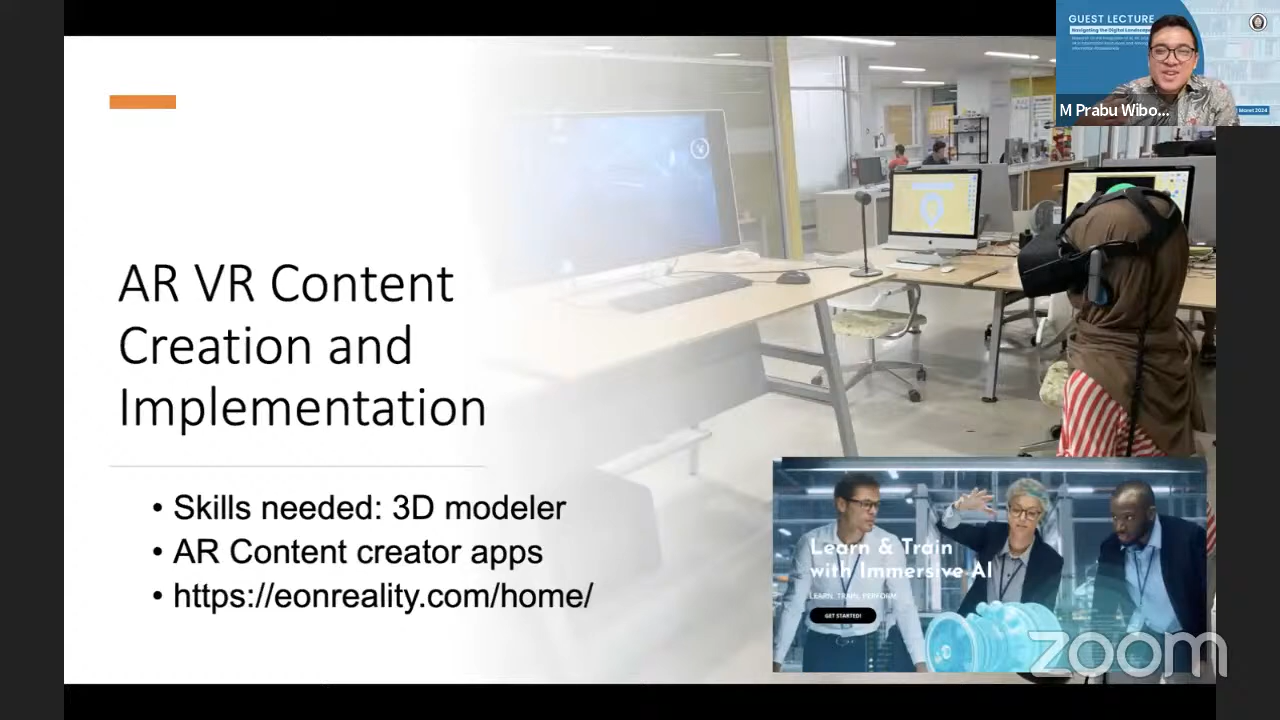 GUEST LECTURE
Navigating the Digital Landscape
M Prabu Wibo...
Maret 2024
AR VR Content
Creation and
Implementation
• Skills needed: 3D modeler
• AR Content creator apps
• https://eonreality.com/home/
Learn & Train
with Immersive AI
LEARN, TRAIN, PERFORM
GET STARTED!
zoom